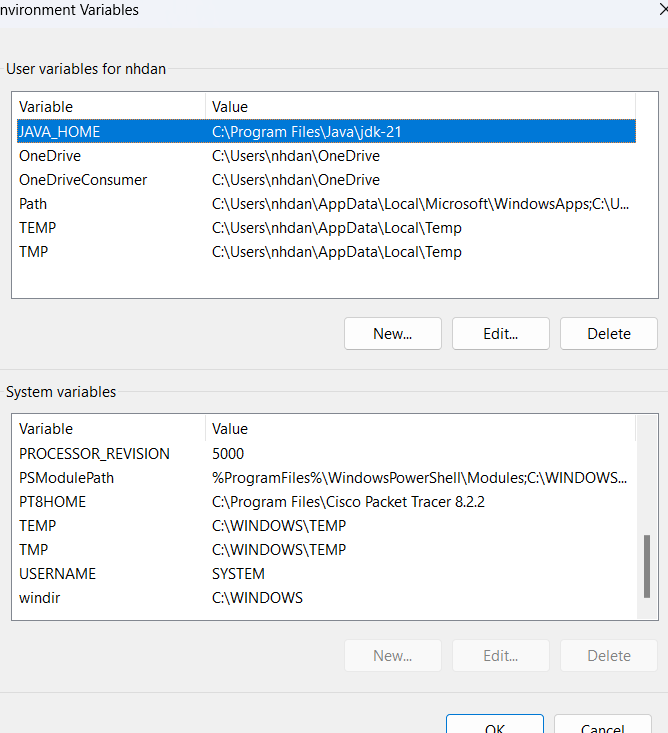 nvironment Variables
User variables for nhdan
Variable Value
JAVA_HOME C:\Program Files\Java\jdk-21
OneDrive C:\Users\nhdan\OneDrive
OneDriveConsumer C:\Users\nhdan\OneDrive
Path C:\Users\nhdan\AppData\Local\Microsoft\WindowsApps;C:\U...
TEMP C:\Users\nhdan\AppData\Local\Temp
TMP C:\Users\nhdan\AppData\Local\Temp
New... Edit... Delete
System variables
Variable Value
PROCESSOR_REVISION 5000
PSModulePath %ProgramFiles%\WindowsPowerShell\Modules;C:\WINDOWS...
PT8HOME C:\Program Files\Cisco Packet Tracer 8.2.2
TEMP C:\WINDOWS\TEMP
TMP C:\WINDOWS\TEMP
USERNAME SYSTEM
windir C:\WINDOWS
New... Edit... Delete
OK Cancel